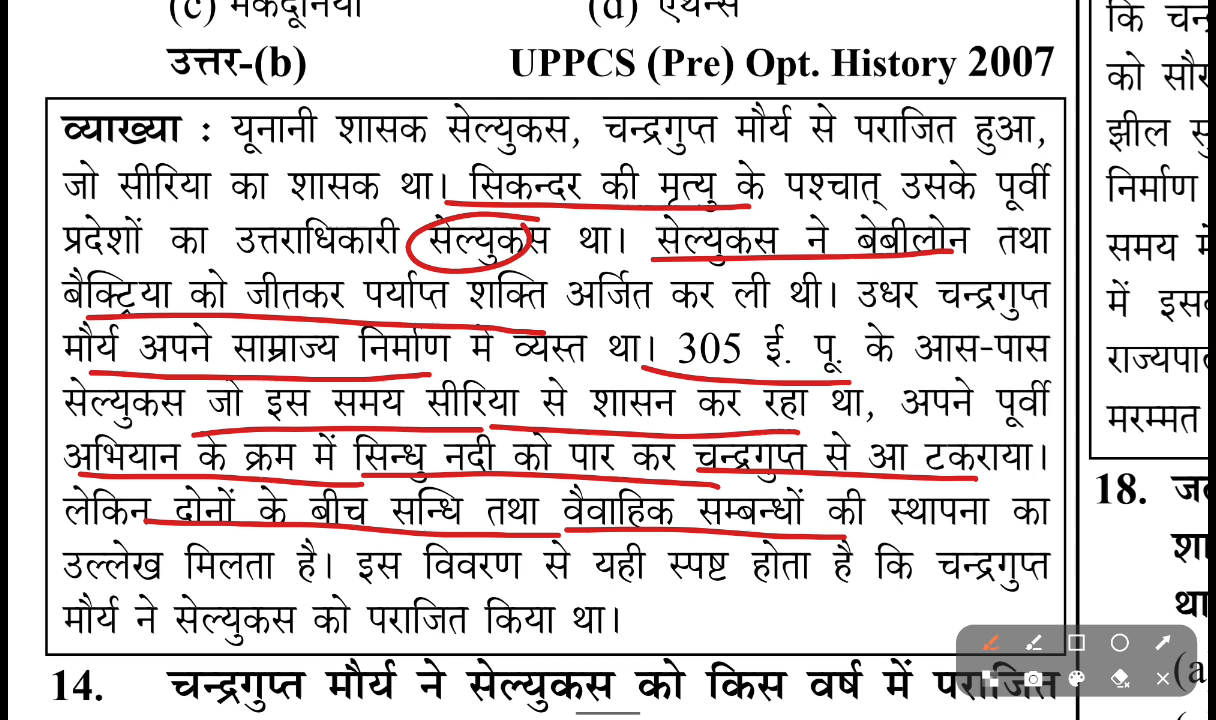 (c) मकदूनिया (d) एथेन्स
उत्तर-(b) UPPCS (Pre) Opt. History 2007
व्याख्या : यूनानी शासक सेल्युकस, चन्द्रगुप्त मौर्य से पराजित हुआ,
जो सीरिया का शासक था। सिकन्दर की मृत्यु के पश्चात् उसके पूर्वी
प्रदेशों का उत्तराधिकारी सेल्युकस था। सेल्युकस ने बेबीलोन तथा
बैक्ट्रिया को जीतकर पर्याप्त शक्ति अर्जित कर ली थी। उधर चन्द्रगुप्त
मौर्य अपने साम्राज्य निर्माण में व्यस्त था। 305 ई. पू. के आस-पास
सेल्युकस जो इस समय सीरिया से शासन कर रहा था, अपने पूर्वी
अभियान के क्रम में सिन्धु नदी को पार कर चन्द्रगुप्त से आ टकराया।
लेकिन दोनों के बीच सन्धि तथा वैवाहिक सम्बन्धों की स्थापना का
उल्लेख मिलता है। इस विवरण से यही स्पष्ट होता है कि चन्द्रगुप्त
मौर्य ने सेल्युकस को पराजित किया था।
14. चन्द्रगुप्त मौर्य ने सेल्युकस को किस वर्ष में पराजित
कि
को
झील
निर्माण
समय
में
मरम्मत
18.
था
(a